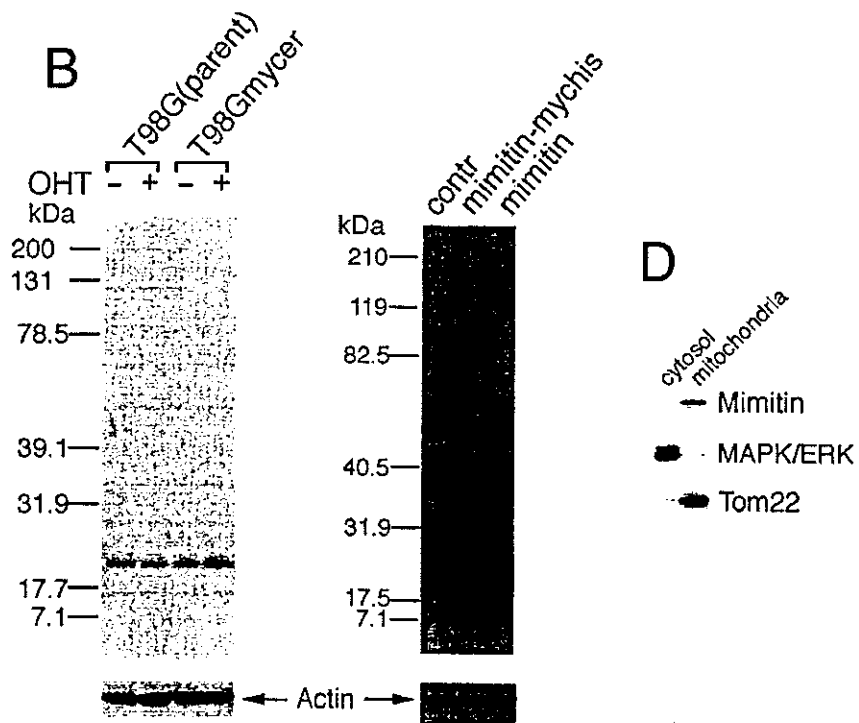 B
T98G(parent)
T98Gmycer
OHT - + - +
kDa
200
131
78.5
39.1
31.9
17.7
7.1
contr
mimitin-mychis
mimitin
kDa
210
119
82.5
40.5
31.9
17.5
7.1
Actin
D
cytosol
mitochondria
Mimitin
MAPK/ERK
Tom22